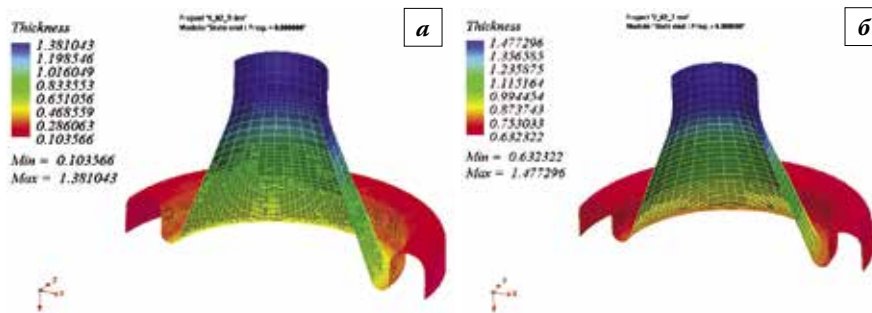 а
Thickness
1.381043
1.198546
1.016049
0.833553
0.651056
0.468559
0.286063
0.103566
Min = 0.103566
Max = 1.381043
б
Thickness
1.477296
1.356585
1.235875
1.115164
0.994454
0.873743
0.753033
0.632322
Min = 0.632322
Max = 1.477296